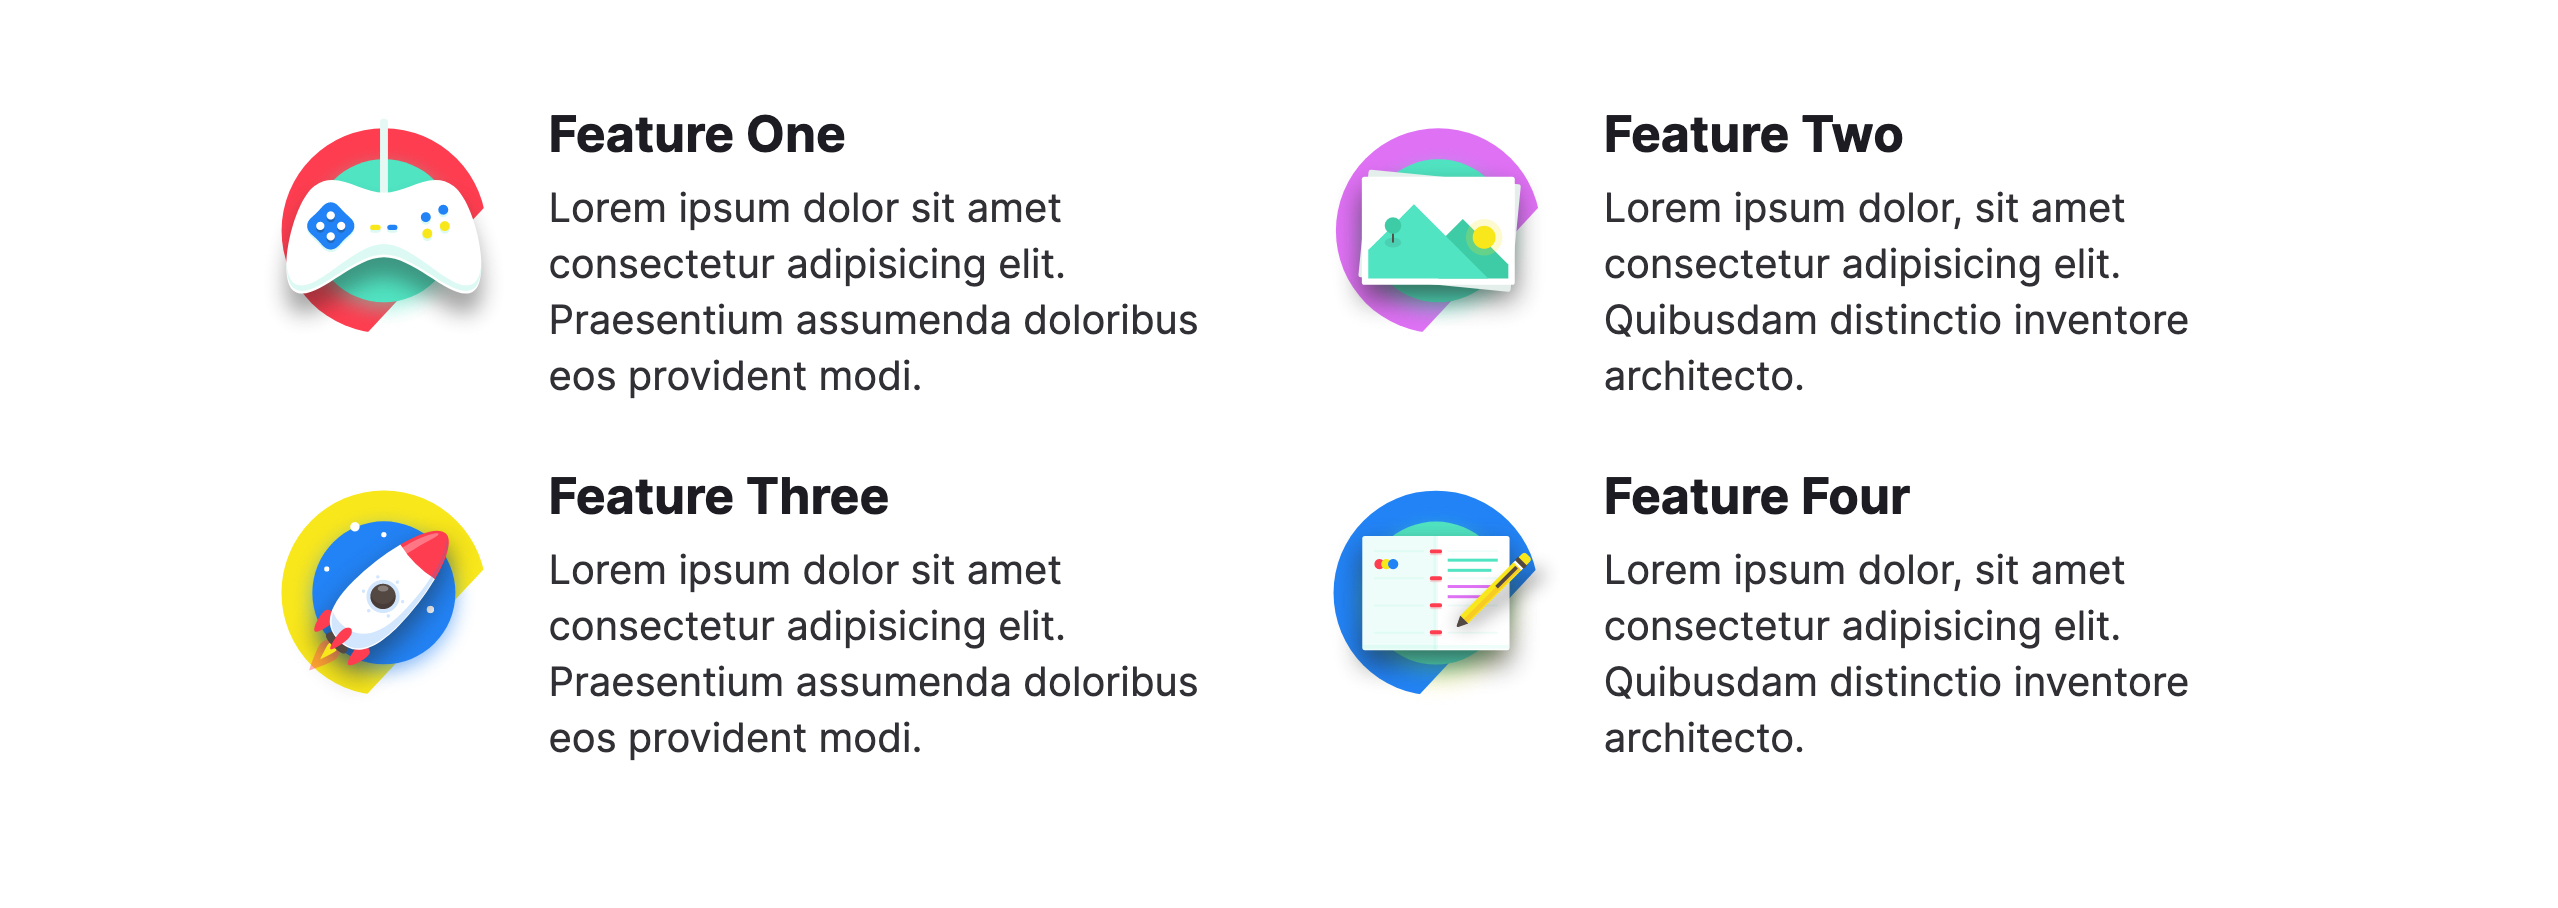 Feature One
Lorem ipsum dolor sit amet
consectetur adipisicing elit.
Praesentium assumenda doloribus
eos provident modi.
Feature Two
Lorem ipsum dolor, sit amet
consectetur adipisicing elit.
Quibusdam distinctio inventore
architecto.
Feature Three
Lorem ipsum dolor sit amet
consectetur adipisicing elit.
Praesentium assumenda doloribus
eos provident modi.
Feature Four
Lorem ipsum dolor, sit amet
consectetur adipisicing elit.
Quibusdam distinctio inventore
architecto.